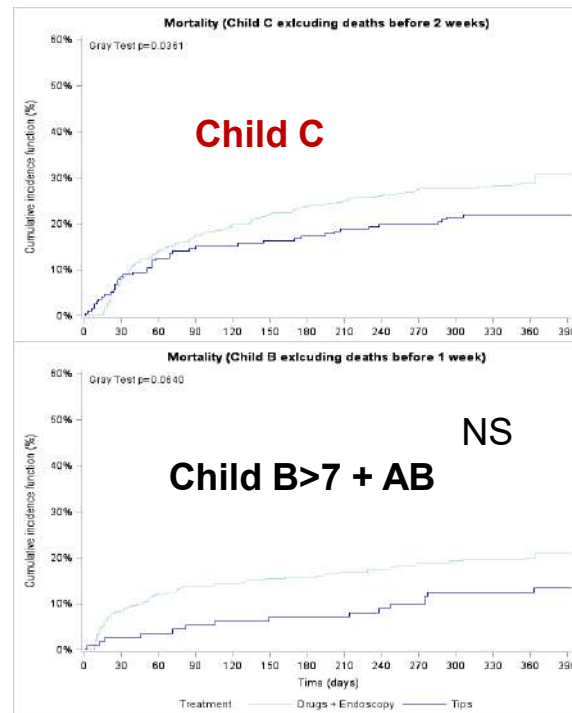 Mortality (Child C exlcuding deaths before 2 weeks)
Gray Test p=0.0361
Child C
Cumulative incidence function (%)
60%
50%
40%
30%
20%
10%
0%
0 30 60 90 120 150 180 210 240 270 300 330 360 390
Mortality (Child B exlcuding deaths before 1 week)
Gray Test p=0.0640
NS
Child B>7 + AB
Cumulative incidence function (%)
60%
50%
40%
30%
20%
10%
0%
0 30 60 90 120 150 180 210 240 270 300 330 360 390
Time (days)
Treatment Drugs + Endoscopy Tips